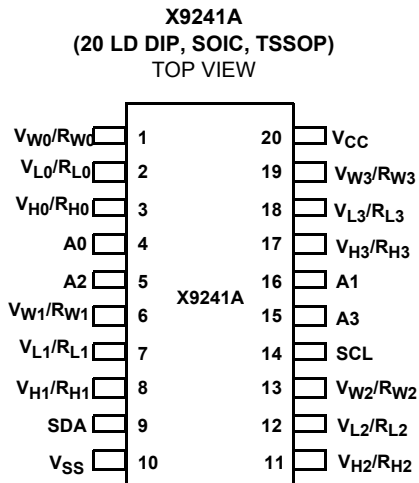 X9241A
(20 LD DIP, SOIC, TSSOP)
TOP VIEW
VW0/RW0 1 20 VCC
VL0/RL0 2 19 VW3/RW3
VH0/RH0 3 18 VL3/RL3
A0 4 17 VH3/RH3
A2 5 16 A1
X9241A
VW1/RW1 6 15 A3
VL1/RL1 7 14 SCL
VH1/RH1 8 13 VW2/RW2
SDA 9 12 VL2/RL2
VSS 10 11 VH2/RH2